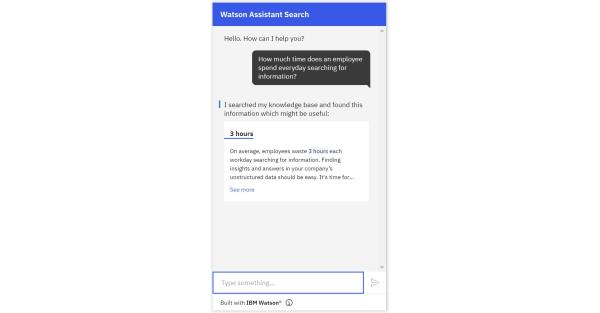 Watson Assistant Search
Hello. How can I help you?
How much time does an employee
spend everyday searching for
information?
I searched my knowledge base and found this
information which might be useful:
3 hours
On average, employees waste 3 hours each
workday searching for information. Finding
insights and answers in your company's
unstructured data should be easy. It's time for...
See more
Type something...
Built with IBM Watson®